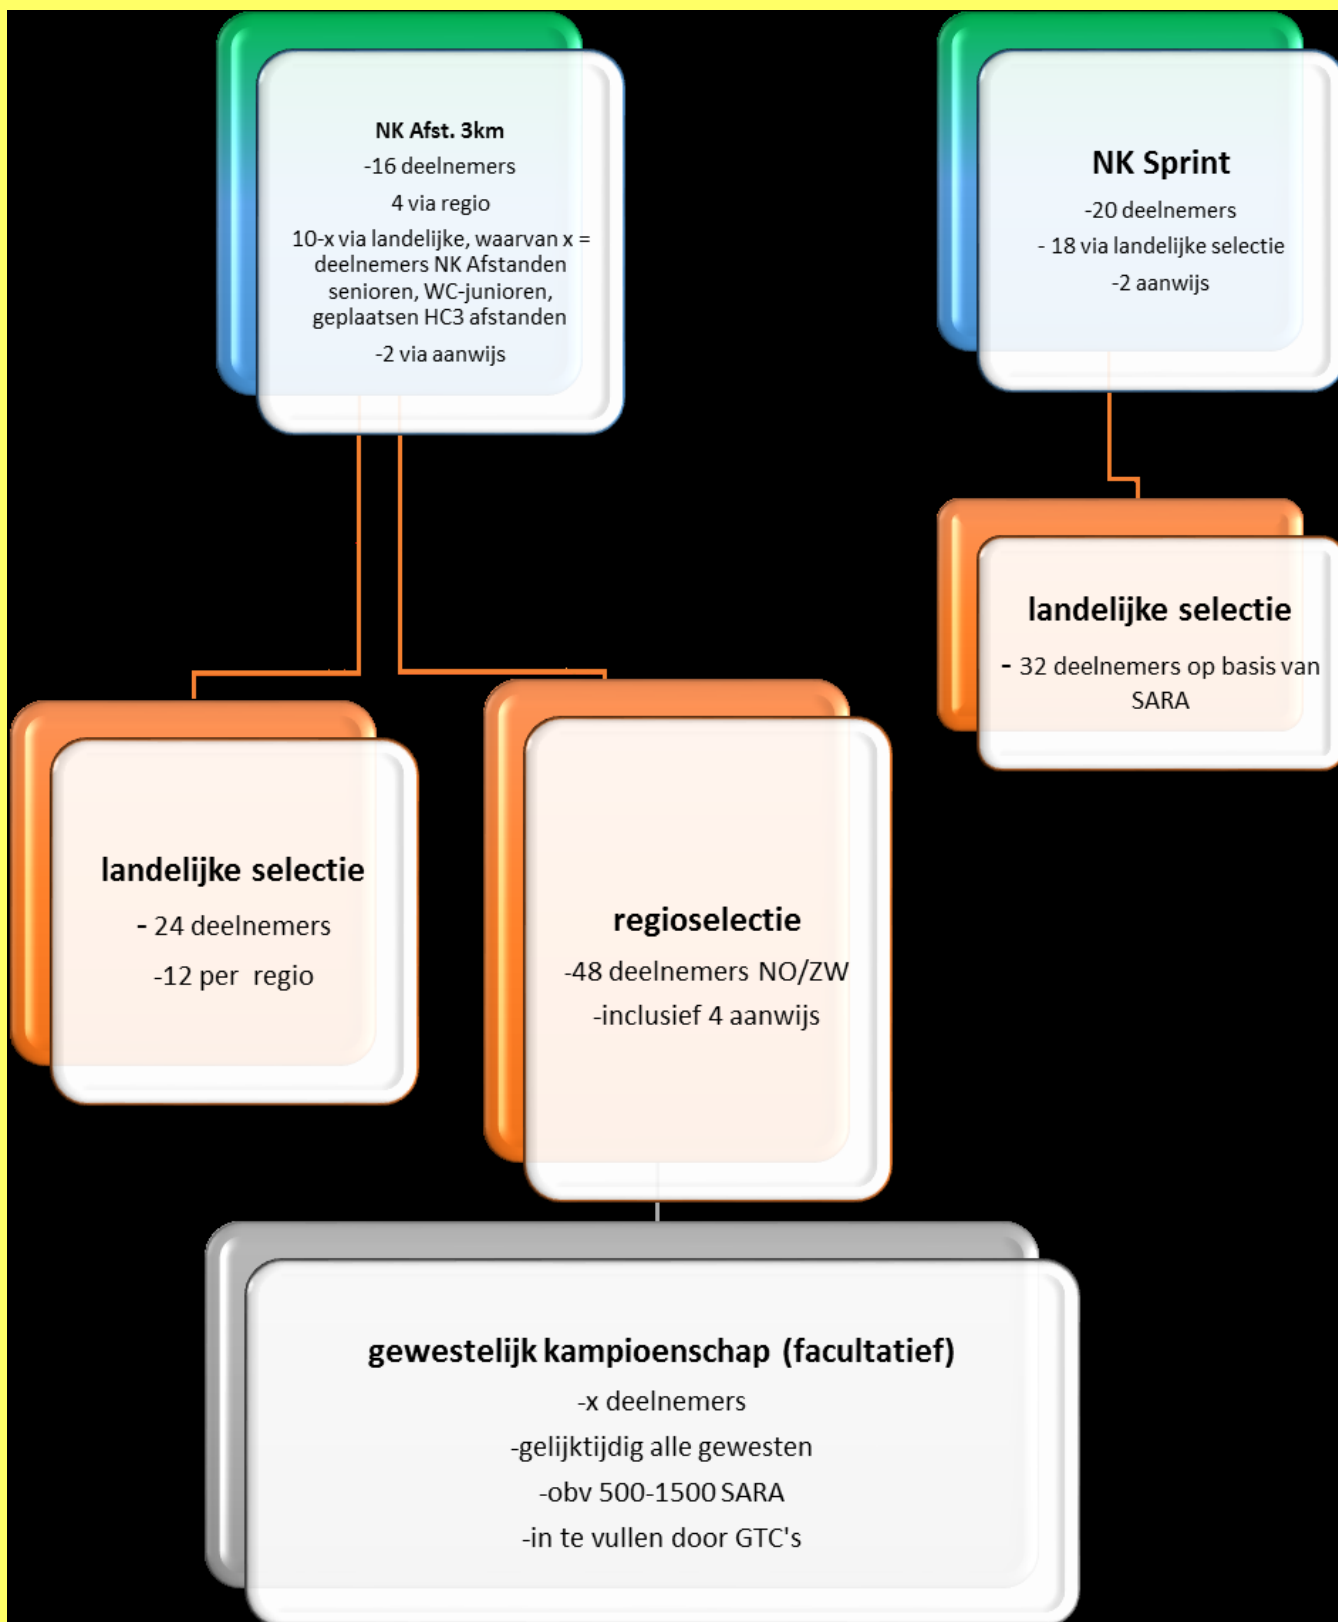 NK Afst. 3km
-16 deelnemers
4 via regio
10-x via landelijke, waarvan x =
deelnemers NK Afstanden
senioren, WC-junioren,
geplaatsen HC3 afstanden
-2 via aanwijs
NK Sprint
-20 deelnemers
- 18 via landelijke selectie
-2 aanwijs
landelijke selectie
- 32 deelnemers op basis van
SARA
landelijke selectie
- 24 deelnemers
-12 per regio
regioselectie
-48 deelnemers NO/ZW
-inclusief 4 aanwijs
gewestelijk kampioenschap (facultatief)
-x deelnemers
-gelijktijdig alle gewesten
-obv 500-1500 SARA
-in te vullen door GTC's